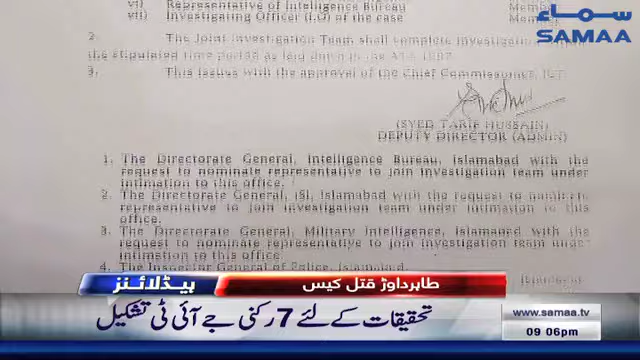 vi) Representative of Intelligence Bureau Member
vii) Investigating Officer (I.O) of the case Member
سماء
SAMAA
2. The Joint Investigation Team shall complete investigation
the stipulated time period as laid down in the ATA 1997
3. This issues with the approval of the Chief Commissioner, ICT
(SYED TARIF HUSSAIN)
DEPUTY DIRECTOR (ADMIN)
1. The Directorate General, Intelligence Bureau, Islamabad with the
request to nominate representative to join investigation team under
intimation to this office.
2. The Directorate General, ISI, Islamabad with the request to nominate
representative to join investigation team under intimation to this
office.
3. The Directorate General, Military Intelligence, Islamabad with the
request to nominate representative to join investigation team under
intimation to this office
4. The Inspector General of Police, Islamabad.
ہیڈلائنز
طاہرداوڑ قتل کیس
تحقیقات کے لئے 7 رکنی جے آئی ٹی تشکیل
www.samaa.tv
09 06pm